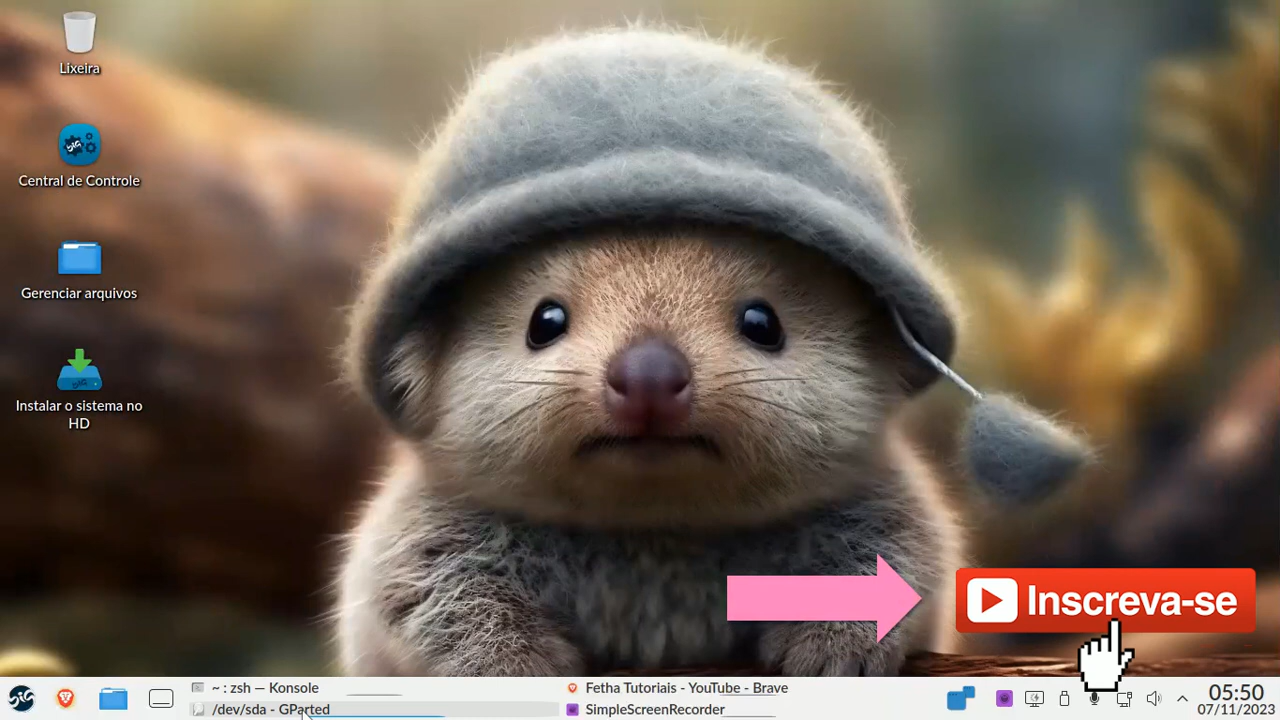 Lixeira
Central de Controle
Gerenciar arquivos
Instalar o sistema no
HD
Inscreva-se
~ : zsh — Konsole
/dev/sda - GParted
Fetha Tutoriais - YouTube - Brave
SimpleScreenRecorder
05:50
07/11/2023